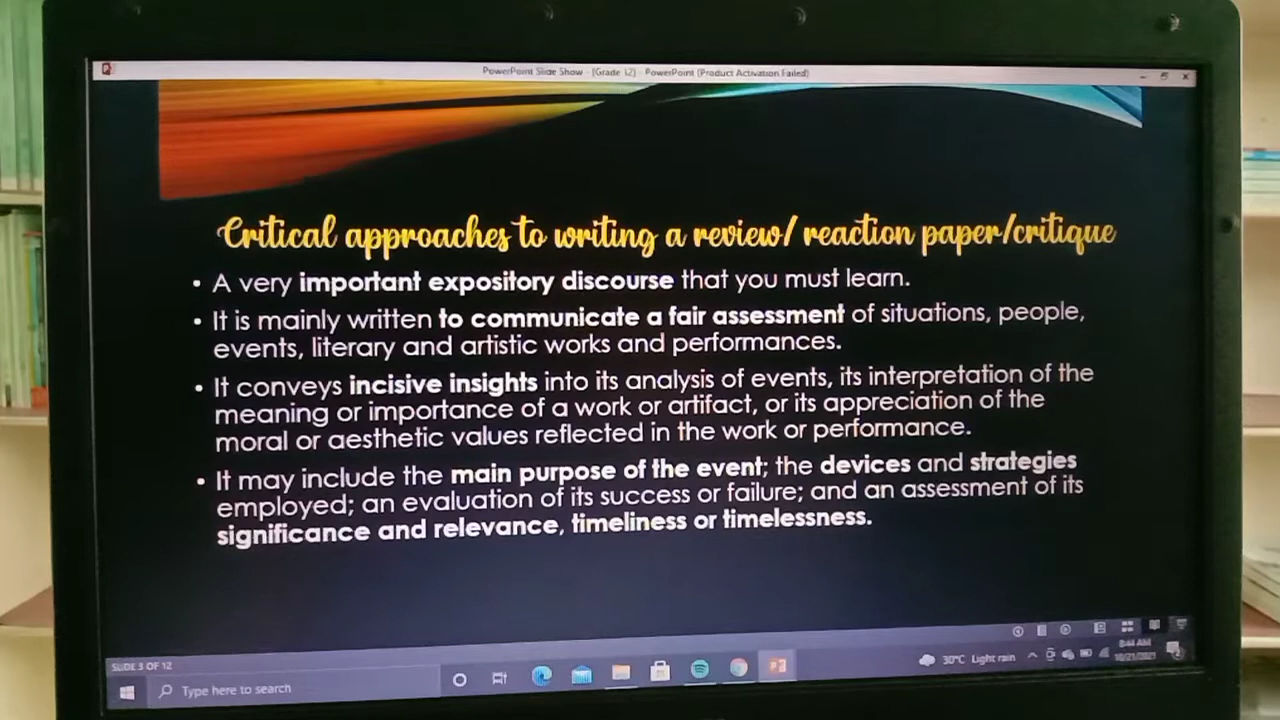 PowerPoint Slide Show - [Grade 12] - PowerPoint (Product Activation Failed)
Critical approaches to writing a review/ reaction paper/critique
• A very important expository discourse that you must learn.
• It is mainly written to communicate a fair assessment of situations, people,
events, literary and artistic works and performances.
• It conveys incisive insights into its analysis of events, its interpretation of the
meaning or importance of a work or artifact, or its appreciation of the
moral or aesthetic values reflected in the work or performance.
• It may include the main purpose of the event; the devices and strategies
employed; an evaluation of its success or failure; and an assessment of its
significance and relevance, timeliness or timelessness.
SLIDE 3 OF 12
Type here to search
30°C Light rain
8:44 AM
10/21/2021